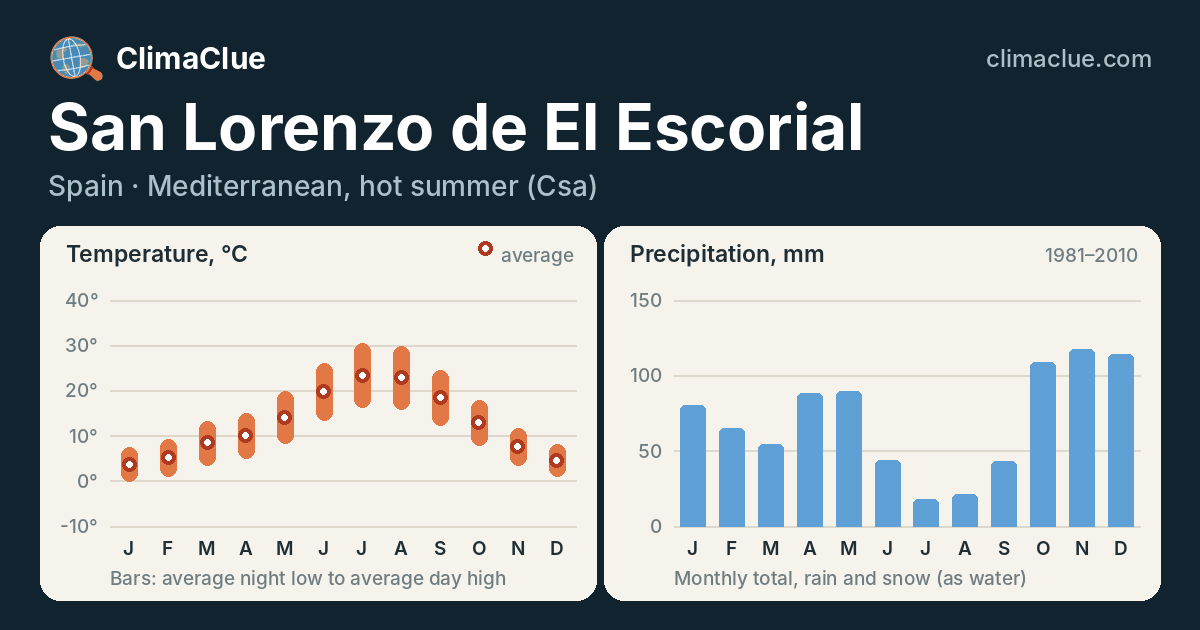 ClimaClue
climaclue.com
San Lorenzo de El Escorial
Spain · Mediterranean, hot summer (Csa)
Temperature, °C
average
40°
30°
20°
10°
0°
-10°
J F M A M J J A S O N D
Bars: average night low to average day high
Precipitation, mm
1981–2010
150
100
50
0
J F M A M J J A S O N D
Monthly total, rain and snow (as water)